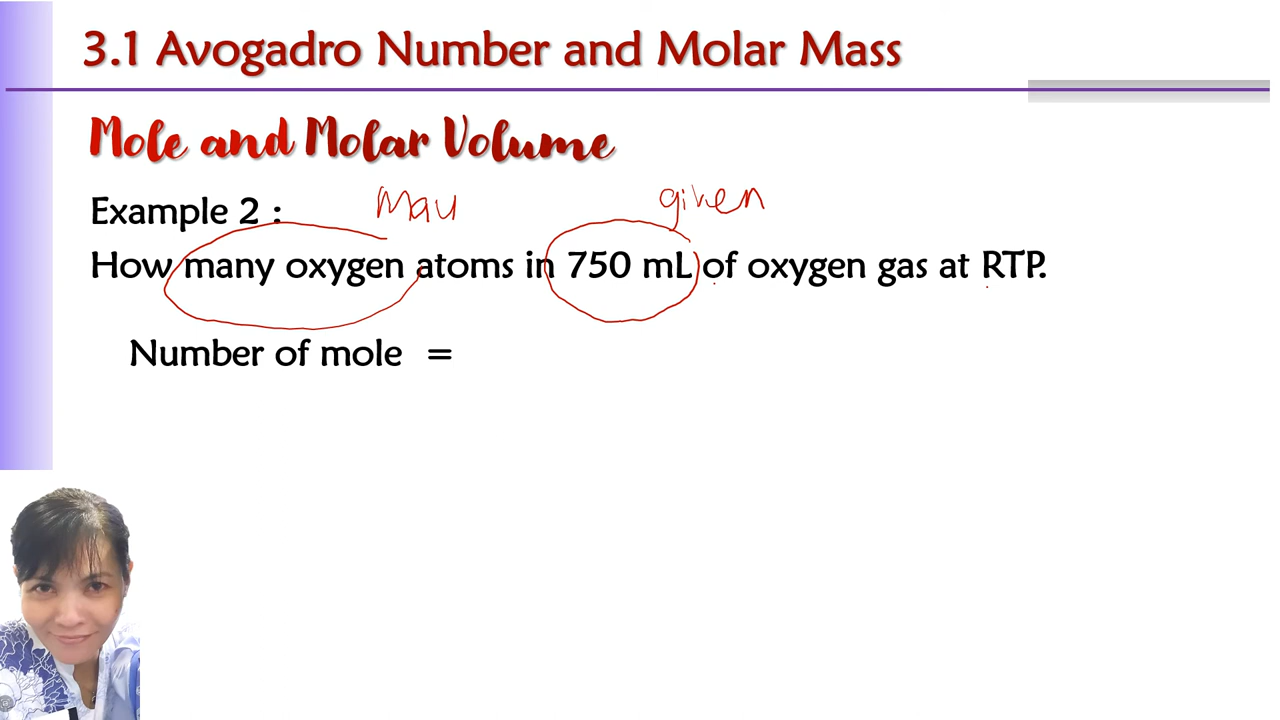 3.1 Avogadro Number and Molar Mass
Mole and Molar Volume
Mau given
Example 2 :
How many oxygen atoms in 750 mL of oxygen gas at RTP.
Number of mole =